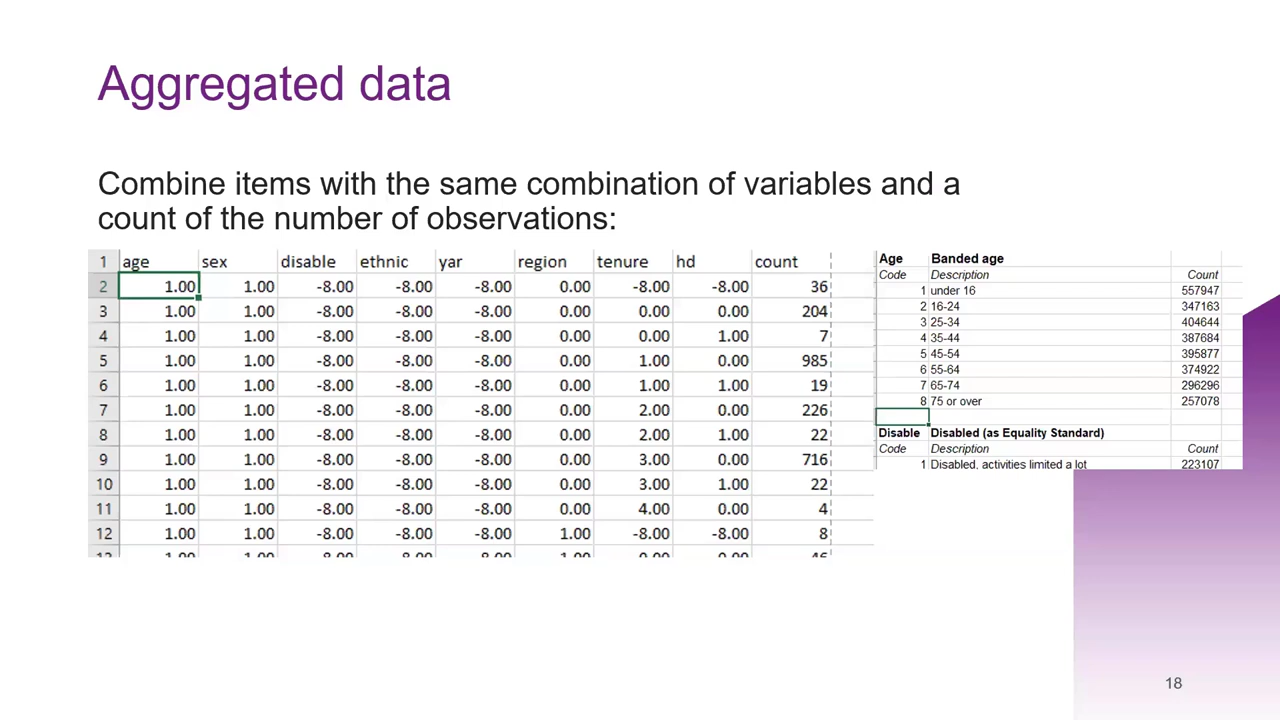 Aggregated data
Combine items with the same combination of variables and a
count of the number of observations:
1 age sex disable ethnic yar region tenure hd count
2 1.00 1.00 -8.00 -8.00 -8.00 0.00 -8.00 -8.00 36
3 1.00 1.00 -8.00 -8.00 -8.00 0.00 0.00 0.00 204
4 1.00 1.00 -8.00 -8.00 -8.00 0.00 0.00 1.00 7
5 1.00 1.00 -8.00 -8.00 -8.00 0.00 1.00 0.00 985
6 1.00 1.00 -8.00 -8.00 -8.00 0.00 1.00 1.00 19
7 1.00 1.00 -8.00 -8.00 -8.00 0.00 2.00 0.00 226
8 1.00 1.00 -8.00 -8.00 -8.00 0.00 2.00 1.00 22
9 1.00 1.00 -8.00 -8.00 -8.00 0.00 3.00 0.00 716
10 1.00 1.00 -8.00 -8.00 -8.00 0.00 3.00 1.00 22
11 1.00 1.00 -8.00 -8.00 -8.00 0.00 4.00 0.00 4
12 1.00 1.00 -8.00 -8.00 -8.00 1.00 -8.00 -8.00 8
Age Banded age
Code Description Count
1 under 16 557947
2 16-24 347163
3 25-34 404644
4 35-44 387684
5 45-54 395877
6 55-64 374922
7 65-74 296296
8 75 or over 257078
Disable Disabled (as Equality Standard)
Code Description Count
1 Disabled, activities limited a lot 223107
18